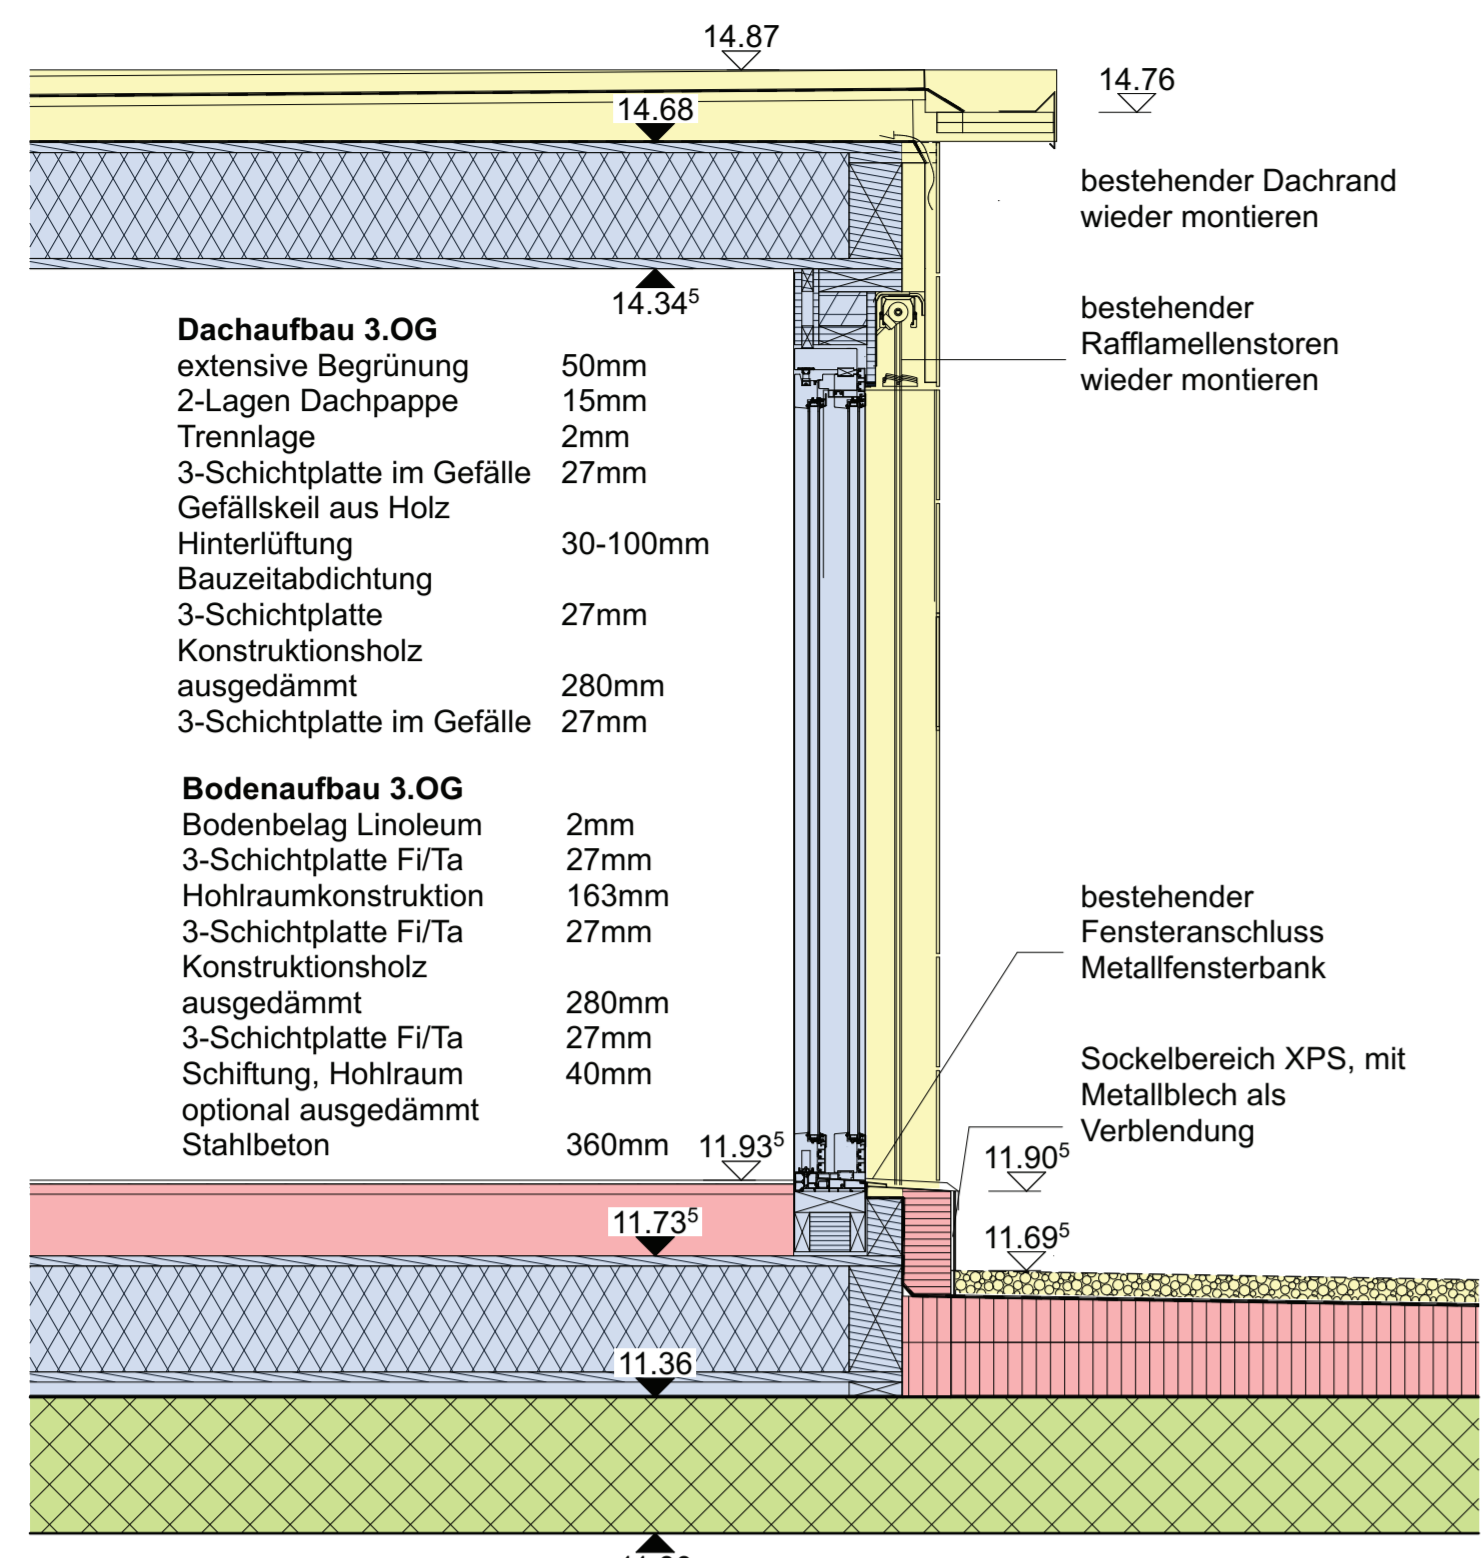 14.87
14.76
14.68
bestehender Dachrand
wieder montieren
14.34⁵
bestehender
Rafflamellenstoren
wieder montieren
Dachaufbau 3.OG
extensive Begrünung 50mm
2-Lagen Dachpappe 15mm
Trennlage 2mm
3-Schichtplatte im Gefälle 27mm
Gefällskeil aus Holz
Hinterlüftung 30-100mm
Bauzeitabdichtung
3-Schichtplatte 27mm
Konstruktionsholz
ausgedämmt 280mm
3-Schichtplatte im Gefälle 27mm
Bodenaufbau 3.OG
Bodenbelag Linoleum 2mm
3-Schichtplatte Fi/Ta 27mm
Hohlraumkonstruktion 163mm
3-Schichtplatte Fi/Ta 27mm
Konstruktionsholz
ausgedämmt 280mm
3-Schichtplatte Fi/Ta 27mm
Schiftung, Hohlraum 40mm
optional ausgedämmt
Stahlbeton 360mm
bestehender
Fensteranschluss
Metallfensterbank
Sockelbereich XPS, mit
Metallblech als
Verblendung
11.93⁵
11.90⁵
11.73⁵
11.69⁵
11.36